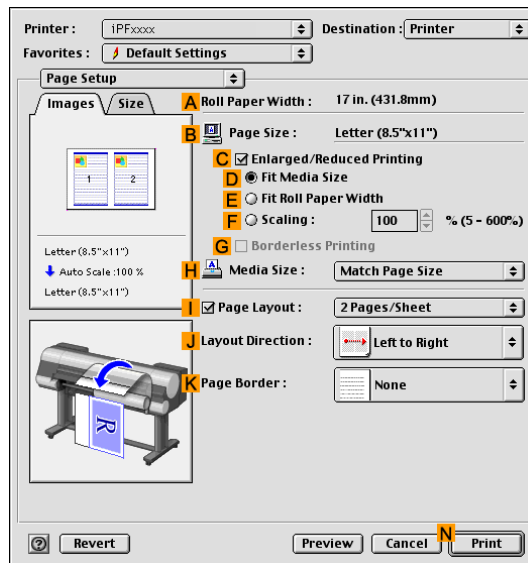 Printer : iPFxxxx Destination : Printer
Favorites : Default Settings
Page Setup
Images Size
A Roll Paper Width : 17 in. (431.8mm)
B Page Size : Letter (8.5"x11")
1 2
C Enlarged/Reduced Printing
D Fit Media Size
E Fit Roll Paper Width
F Scaling : 100 % (5 - 600%)
G Borderless Printing
Letter (8.5"x11")
Auto Scale :100 %
Letter (8.5"x11")
H Media Size : Match Page Size
I Page Layout : 2 Pages/Sheet
J Layout Direction : Left to Right
K Page Border : None
R
N
? Revert Preview Cancel Print